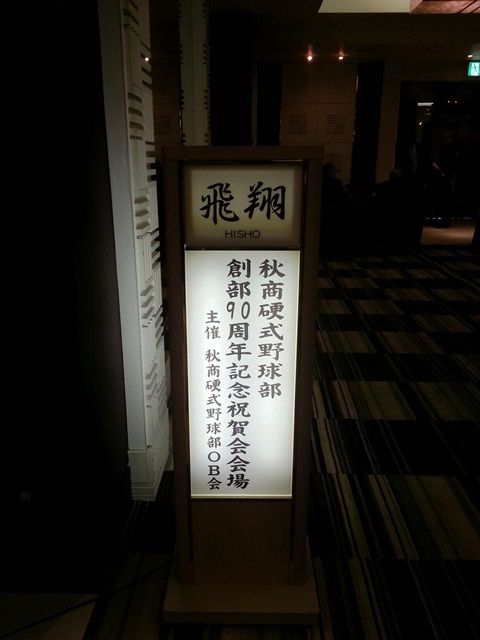 飛翔
HISHO
秋商硬式野球部
創部90周年記念祝賀会会場
主催 秋商硬式野球部OB会